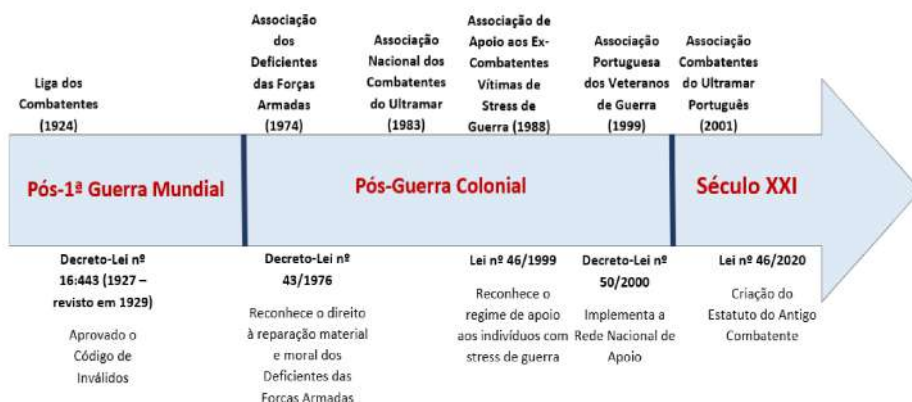 Liga dos
Combatentes
(1924)
Associação
dos
Deficientes
das Forças
Armadas
(1974)
Associação
Nacional dos
Combatentes
do Ultramar
(1983)
Associação de
Apoio aos Ex-
Combatentes
Vítimas de
Stress de
Guerra (1988)
Associação
Portuguesa
dos Veteranos
de Guerra
(1999)
Associação
Combatentes
do Ultramar
Português
(2001)
Pós-1ª Guerra Mundial
Pós-Guerra Colonial
Século XXI
Decreto-Lei nº
16:443 (1927 –
revisto em 1929)
Aprovado o
Código de
Inválidos
Decreto-Lei nº
43/1976
Reconhece o direito
à reparação material
e moral dos
Deficientes das
Forças Armadas
Lei nº 46/1999
Reconhece o
regime de apoio
aos indivíduos com
stress de guerra
Decreto-Lei nº
50/2000
Implementa a
Rede Nacional de
Apoio
Lei nº 46/2020
Criação do
Estatuto do Antigo
Combatente